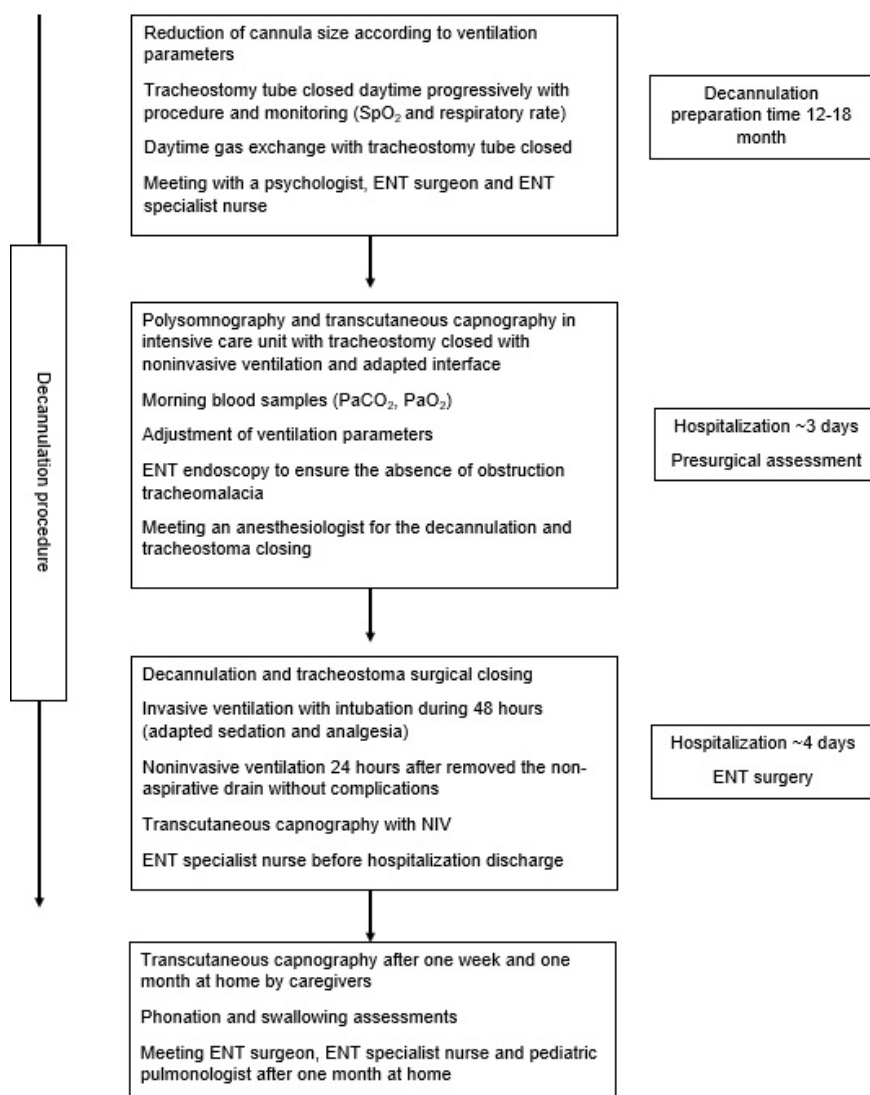 Reduction of cannula size according to ventilation
parameters
Tracheostomy tube closed daytime progressively with
procedure and monitoring (SpO₂ and respiratory rate)
Daytime gas exchange with tracheostomy tube closed
Meeting with a psychologist, ENT surgeon and ENT
specialist nurse
Decannulation
preparation time 12-18
month
Decannulation procedure
Polysomnography and transcutaneous capnography in
intensive care unit with tracheostomy closed with
noninvasive ventilation and adapted interface
Morning blood samples (PaCO₂, PaO₂)
Adjustment of ventilation parameters
ENT endoscopy to ensure the absence of obstruction
tracheomalacia
Meeting an anesthesiologist for the decannulation and
tracheostoma closing
Hospitalization ~3 days
Presurgical assessment
Decannulation and tracheostoma surgical closing
Invasive ventilation with intubation during 48 hours
(adapted sedation and analgesia)
Noninvasive ventilation 24 hours after removed the non-
aspirative drain without complications
Transcutaneous capnography with NIV
ENT specialist nurse before hospitalization discharge
Hospitalization ~4 days
ENT surgery
Transcutaneous capnography after one week and one
month at home by caregivers
Phonation and swallowing assessments
Meeting ENT surgeon, ENT specialist nurse and pediatric
pulmonologist after one month at home